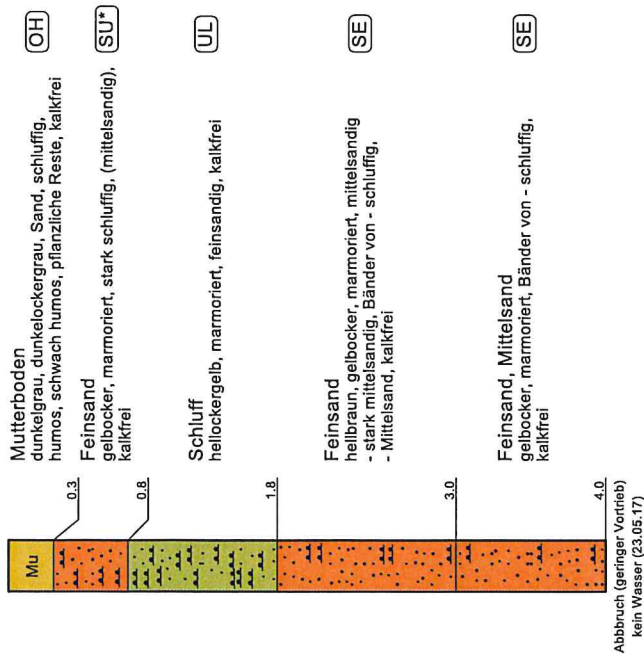 Mutterboden
dunkelgrau, dunkelockergrau, Sand, schluffig,
humos, schwach humos, pflanzliche Reste, kalkfrei
OH
Mu
0.3
Feinsand
gelbocker, marmoriert, stark schluffig, (mittelsandig),
kalkfrei
SU*
0.8
Schluff
hellockergelb, marmoriert, feinsandig, kalkfrei
UL
1.8
Feinsand
hellbraun, gelbocker, marmoriert, mittelsandig
- stark mittelsandig, Bänder von - schluffig,
- Mittelsand, kalkfrei
SE
3.0
Feinsand, Mittelsand
gelbocker, marmoriert, Bänder von - schluffig,
kalkfrei
SE
4.0
Abbbruch (geringer Vortrieb)
kein Wasser (23.05.17)